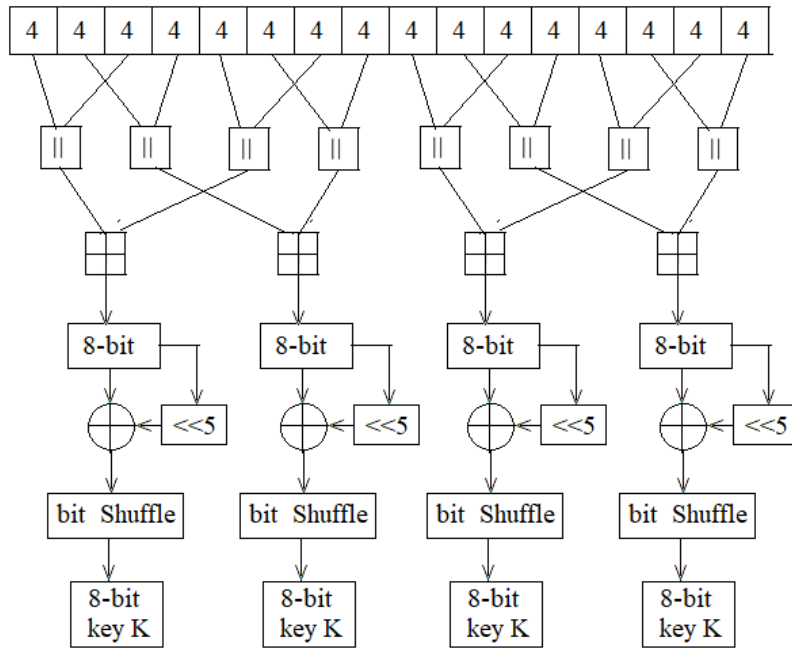 4 4 4 4 4 4 4 4 4 4 4 4 4 4 4 4
|| || || || || || || ||
8-bit 8-bit 8-bit 8-bit
<<5 <<5 <<5 <<5
bit Shuffle bit Shuffle bit Shuffle bit Shuffle
8-bit 8-bit 8-bit 8-bit
key K key K key K key K